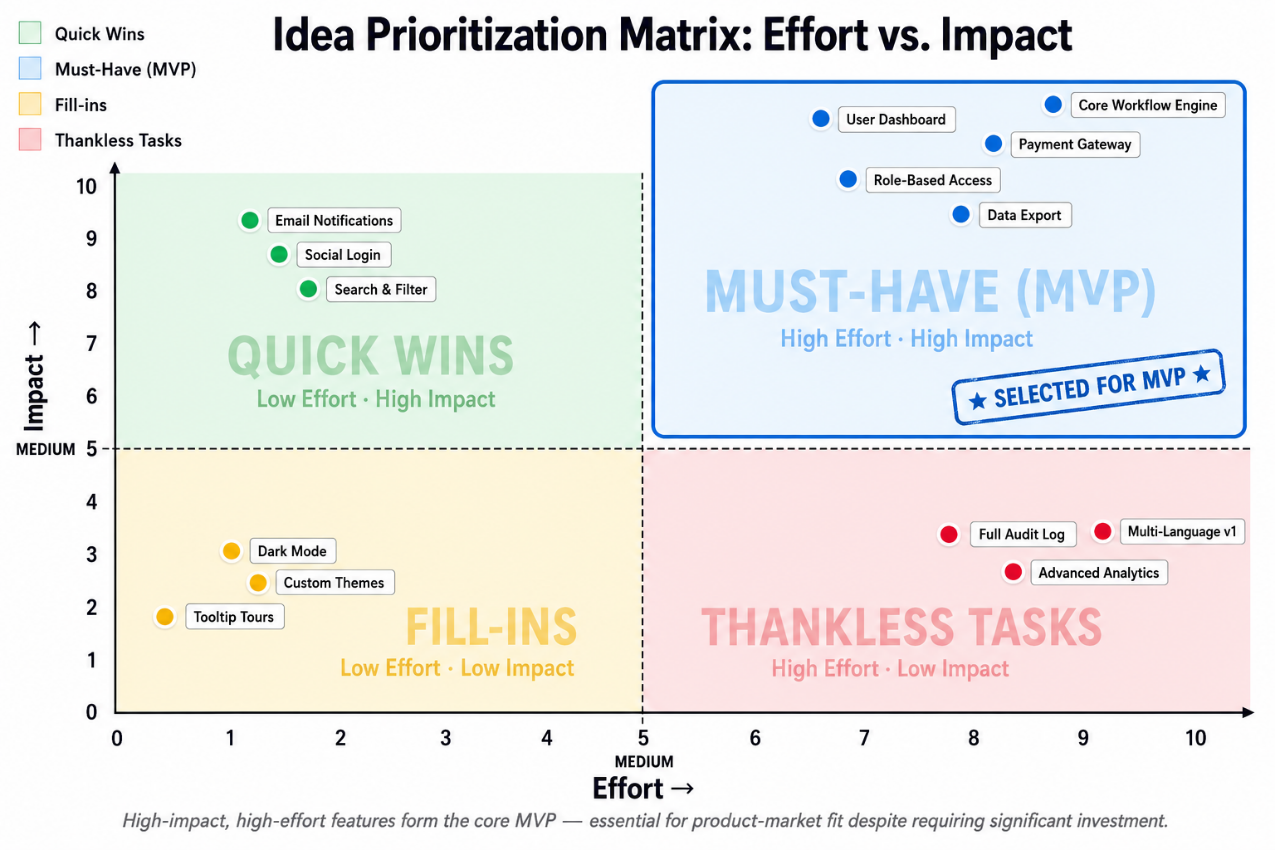 Idea Prioritization Matrix: Effort vs. Impact
Quick Wins
Must-Have (MVP)
Fill-ins
Thankless Tasks
Core Workflow Engine
User Dashboard
Payment Gateway
Role-Based Access
Data Export
MUST-HAVE (MVP)
High Effort · High Impact
★ SELECTED FOR MVP ★
Email Notifications
Social Login
Search & Filter
QUICK WINS
Low Effort · High Impact
Impact →
10
9
8
7
6
MEDIUM 5
4
3
2
1
0
Dark Mode
Custom Themes
Tooltip Tours
FILL-INS
Low Effort · Low Impact
Full Audit Log
Multi-Language v1
Advanced Analytics
THANKLESS TASKS
High Effort · Low Impact
0 1 2 3 4 5 6 7 8 9 10
MEDIUM
Effort →
High-impact, high-effort features form the core MVP — essential for product-market fit despite requiring significant investment.